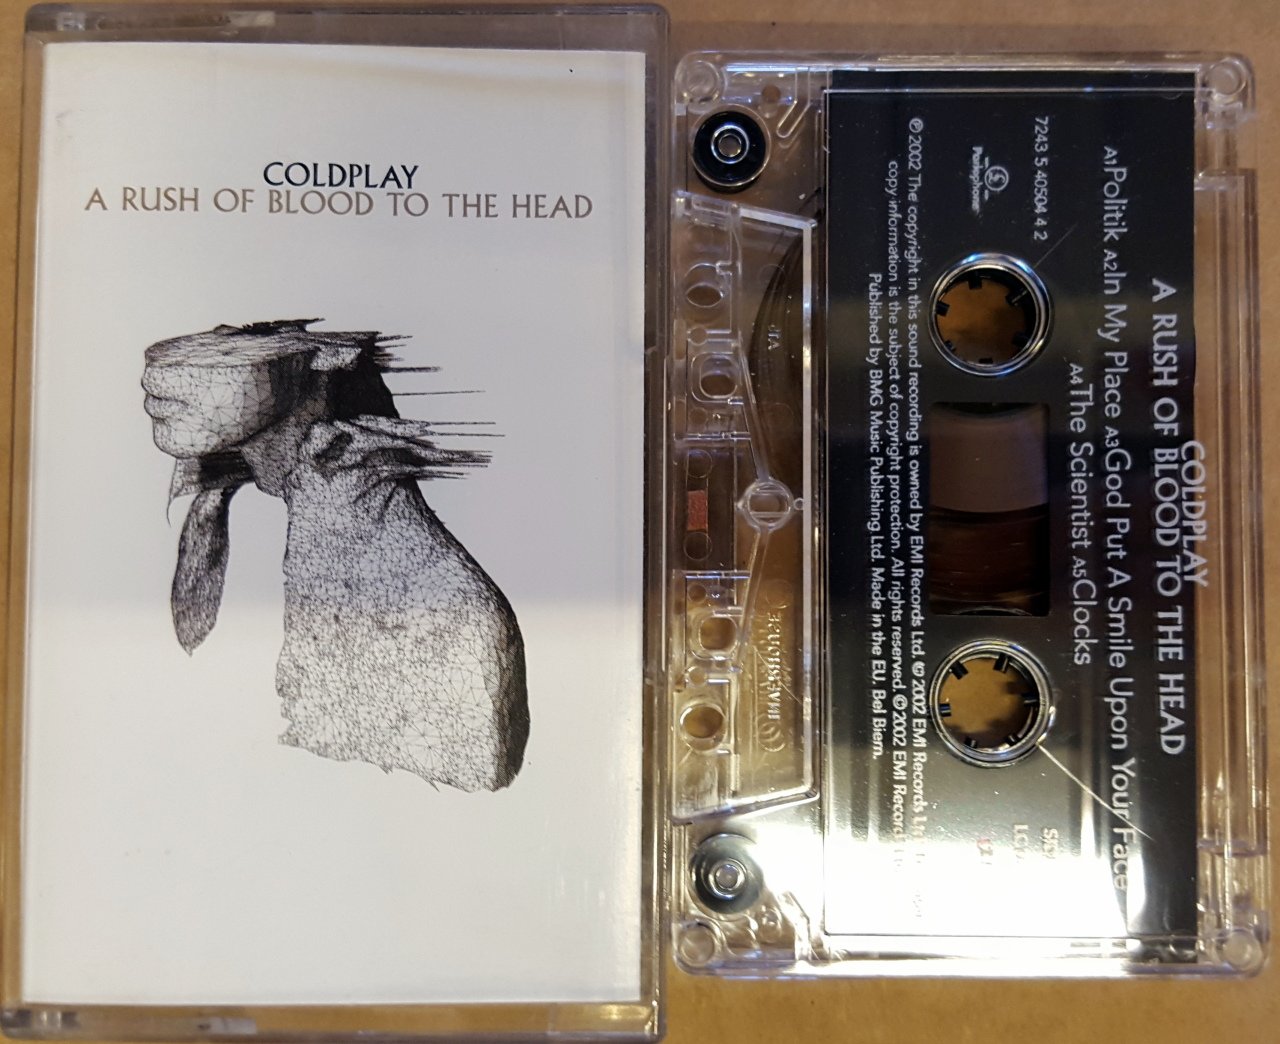 COLDPLAY
A RUSH OF BLOOD TO THE HEAD
COLDPLAY
A RUSH OF BLOOD TO THE HEAD
A1Politik A2In My Place A3God Put A Smile Upon Your Face
A4The Scientist A5Clocks
7243 5 40504 4 2
Parlophone
℗ 2002 The copyright in this sound recording is owned by EMI Records Ltd. © 2002 EMI Records
copy information is the subject of copyright protection. All rights reserved. © 2002 EMI Records
Published by BMG Music Publishing Ltd. Made in the EU. Bel Biem.